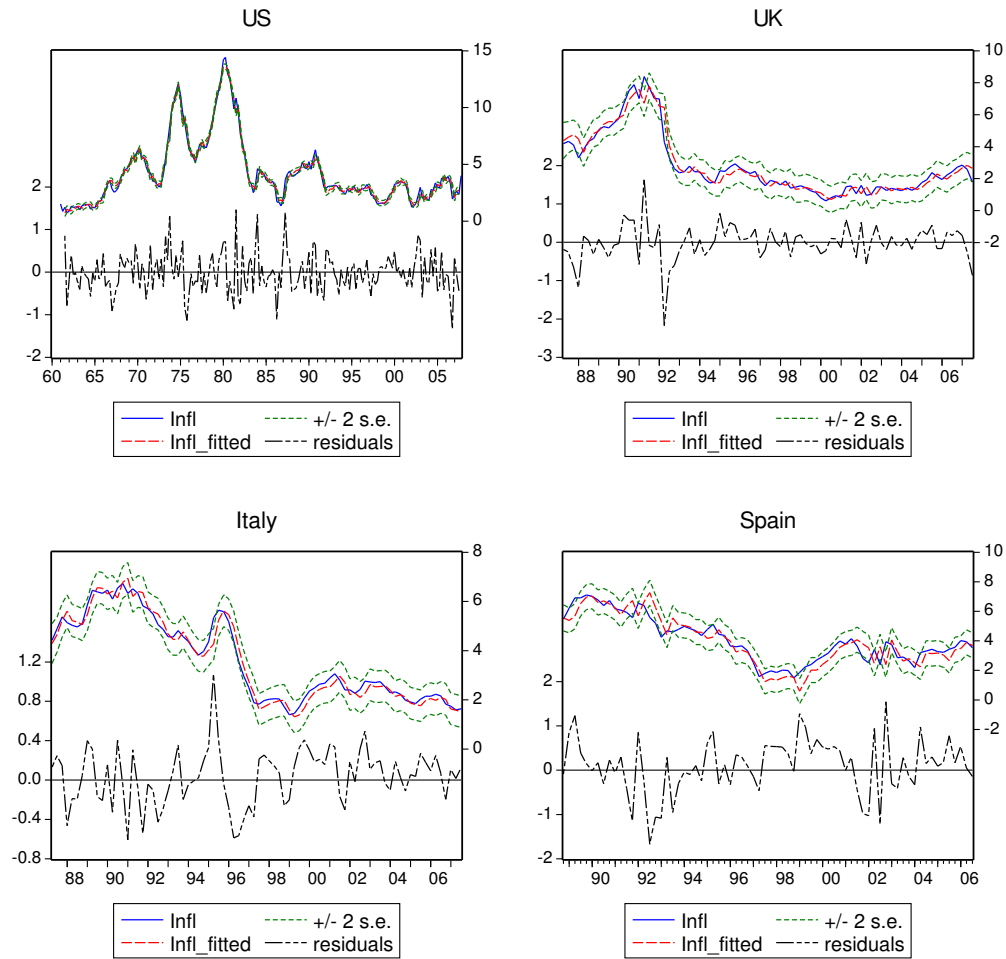 US
15
10
5
0
2
1
0
-1
-2
60 65 70 75 80 85 90 95 00 05
Infl +/- 2 s.e.
Infl_fitted residuals
UK
10
8
6
4
2
0
-2
2
1
0
-1
-2
-3
88 90 92 94 96 98 00 02 04 06
Infl +/- 2 s.e.
Infl_fitted residuals
Italy
8
6
4
2
0
1.2
0.8
0.4
0.0
-0.4
-0.8
88 90 92 94 96 98 00 02 04 06
Infl +/- 2 s.e.
Infl_fitted residuals
Spain
10
8
6
4
2
0
-2
2
1
0
-1
-2
90 92 94 96 98 00 02 04 06
Infl +/- 2 s.e.
Infl_fitted residuals